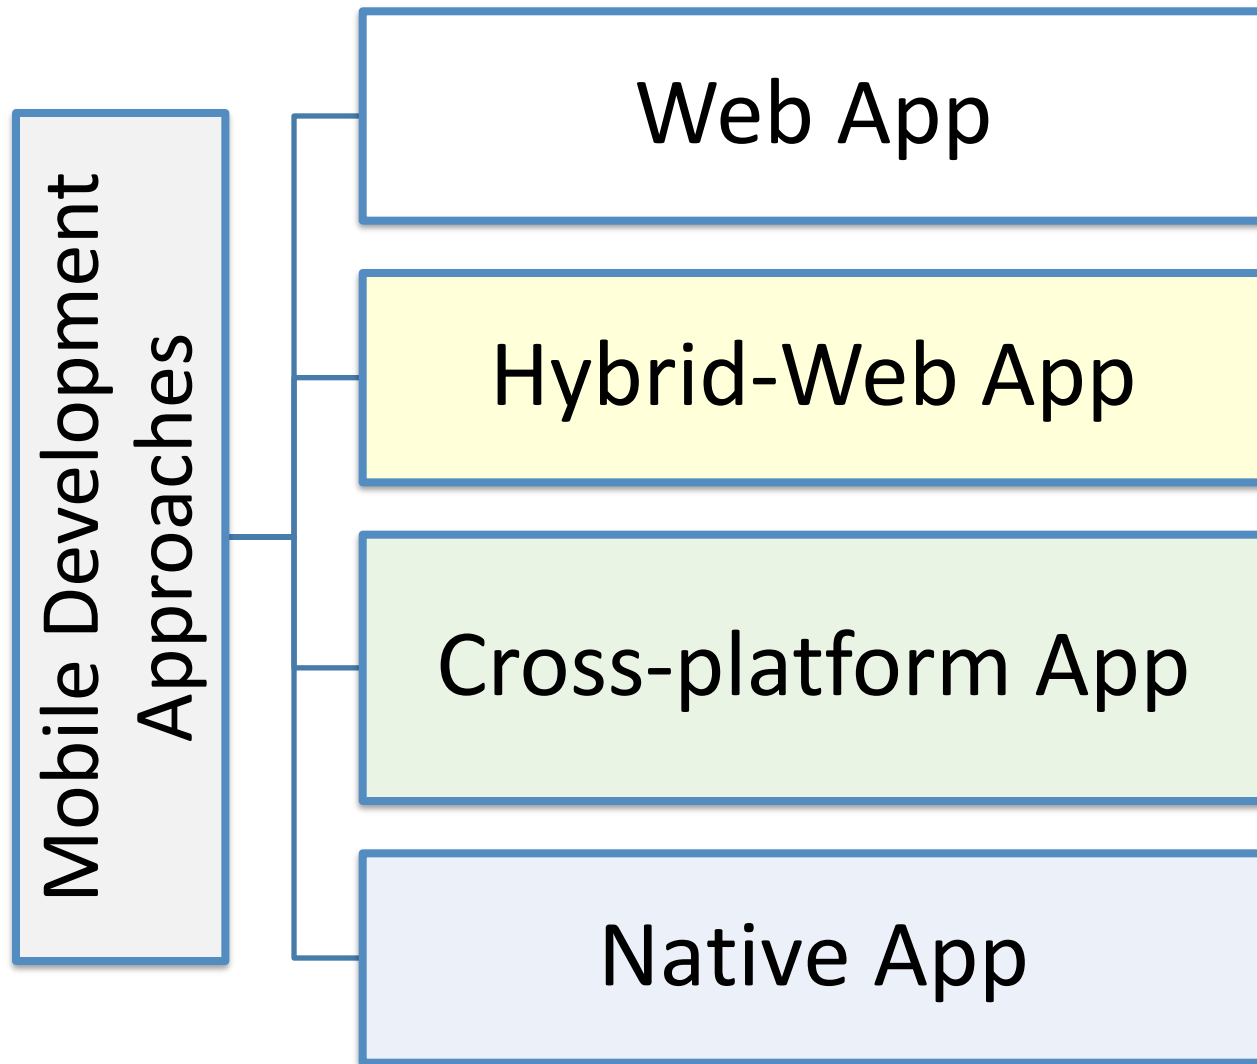 Mobile Development
Approaches
Web App
Hybrid-Web App
Cross-platform App
Native App